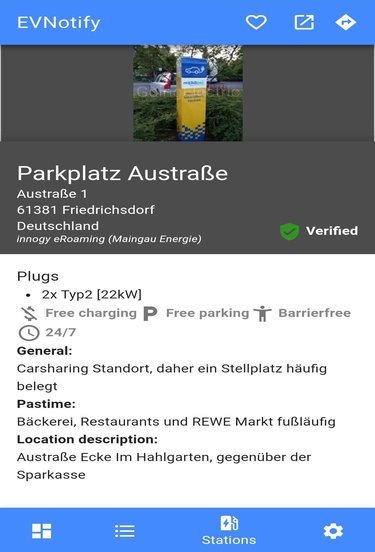 EVNotify
Parkplatz Austraße
Austraße 1
61381 Friedrichsdorf
Deutschland
innogy eRoaming (Maingau Energie)
Verified
Plugs
• 2x Typ2 [22kW]
Free charging P Free parking Barrierfree
24/7
General:
Carsharing Standort, daher ein Stellplatz häufig
belegt
Pastime:
Bäckerei, Restaurants und REWE Markt fußläufig
Location description:
Austraße Ecke Im Hahlgarten, gegenüber der
Sparkasse
Stations